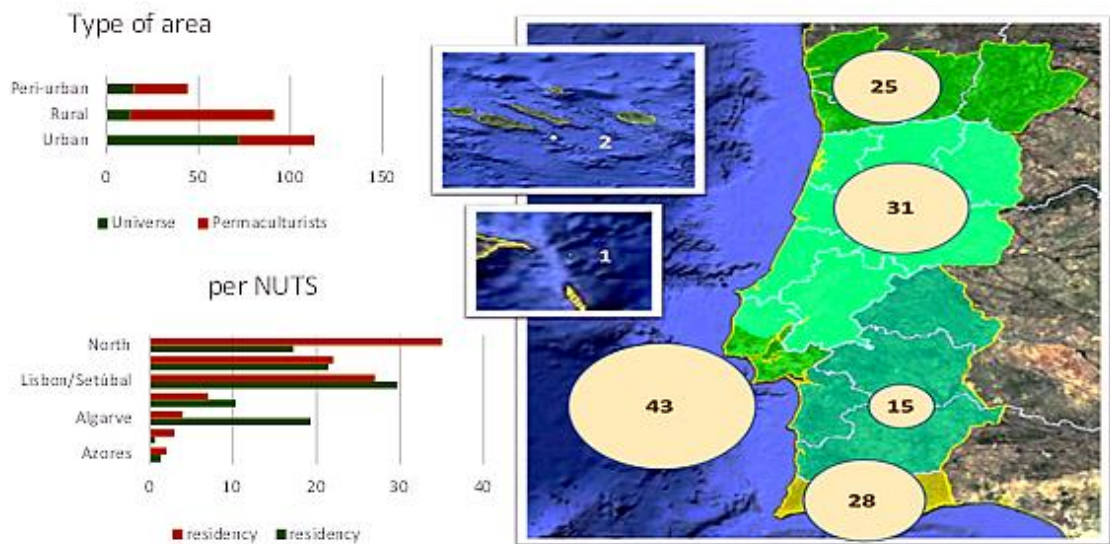 Type of area
Peri-urban
Rural
Urban
0 50 100 150
Universe Permaculturists
per NUTS
North
Lisbon/Setúbal
Algarve
Azores
0 10 20 30 40
residency residency
2
1
25
31
43
15
28